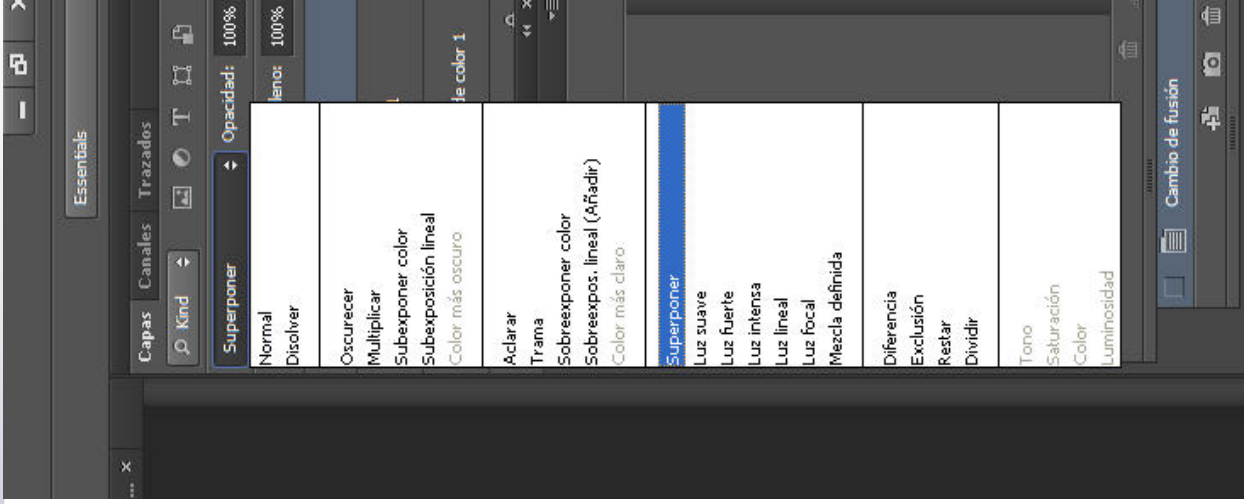 Essentials
Capas Canales Trazados
Kind
Superponer Opacidad: 100%
leno: 100%
Normal
Disolver
Oscurecer
Multiplicar
Subexponer color
Subexposición lineal
Color más oscuro
de color 1
Aclarar
Trama
Sobreexponer color
Sobreexpos. lineal (Añadir)
Color más claro
Superponer
Luz suave
Luz fuerte
Luz intensa
Luz lineal
Luz focal
Mezcla definida
Diferencia
Exclusión
Restar
Dividir
Tono
Saturación
Color
Luminosidad
Cambio de fusión